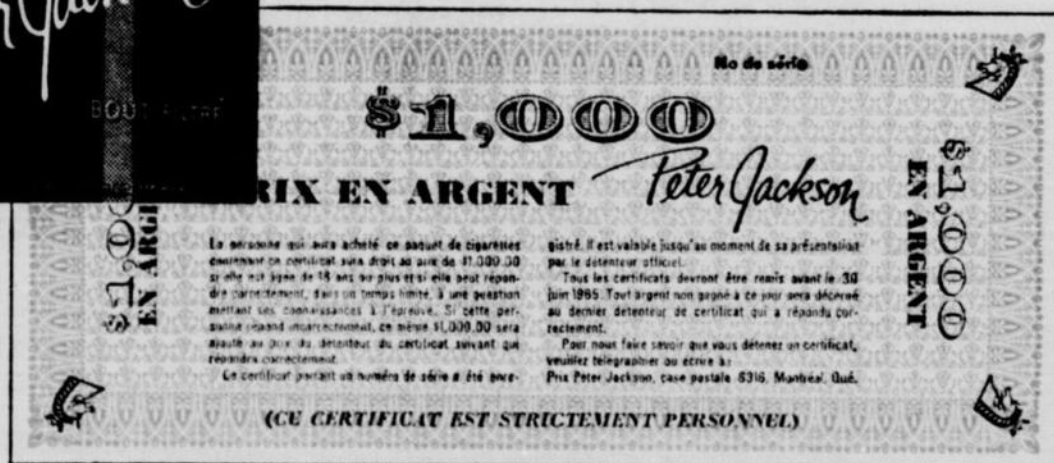 BOUT FILTRE
No de série
$1,000
PRIX EN ARGENT
Peter Jackson
$1,000
EN ARGENT
$1,000
EN ARGENT
La personne qui aura acheté ce paquet de cigarettes
contenant ce certificat aura droit au prix de $1,000.00
si elle est âgée de 18 ans ou plus et si elle peut répon-
dre correctement, dans un temps limité, à une question
mettant ses connaissances à l'épreuve. Si cette per-
sonne répond incorrectement, ce même $1,000.00 sera
ajouté au prix du détenteur du certificat suivant qui
répondra correctement.
Ce certificat portant un numéro de série a été enre-
gistré. Il est valable jusqu'au moment de sa présentation
par le détenteur officiel.
Tous les certificats devront être remis avant le 30
juin 1965. Tout argent non gagné à ce jour sera décerné
au dernier détenteur de certificat qui a répondu cor-
rectement.
Pour nous faire savoir que vous détenez un certificat,
veuillez télégraphier ou écrire à:
Prix Peter Jackson, case postale 6316, Montréal, Qué.
(CE CERTIFICAT EST STRICTEMENT PERSONNEL)